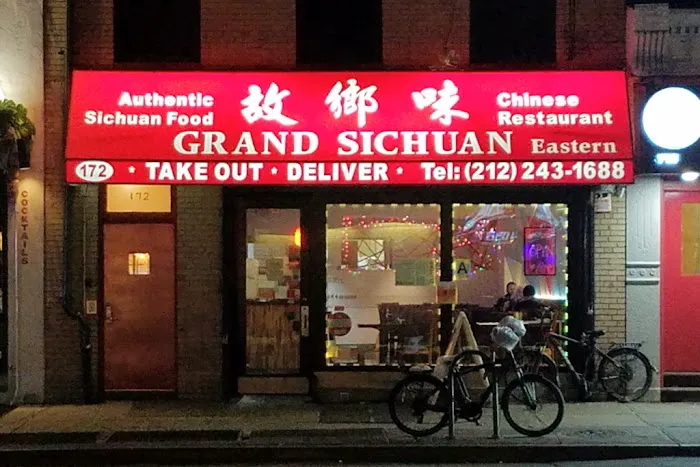 Authentic
Sichuan Food
故鄉味
Chinese
Restaurant
GRAND SICHUAN Eastern
172 * TAKE OUT * DELIVER * Tel: (212) 243-1688
172
COCKTAILS
A